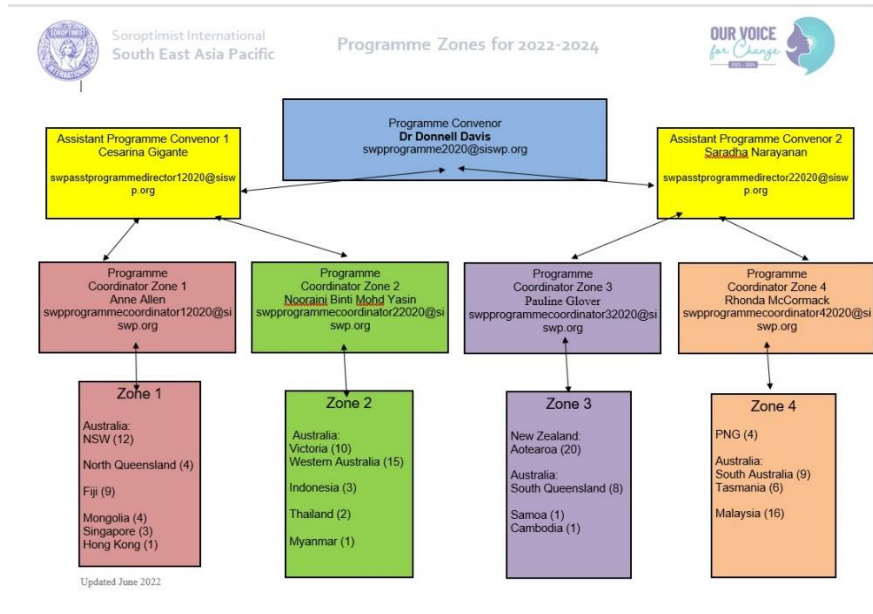 SOROPTIMIST
INTERNATIONAL
Soroptimist International
South East Asia Pacific
Programme Zones for 2022-2024
OUR VOICE
for Change
2022 - 2024
Programme Convenor
Dr Donnell Davis
swpprogramme2020@siswp.org
Assistant Programme Convenor 1
Cesarina Gigante
swpasstprogrammedirector12020@sisw
p.org
Assistant Programme Convenor 2
Saradha Narayanan
swpasstprogrammedirector22020@sisw
p.org
Programme
Coordinator Zone 1
Anne Allen
swpprogrammecoordinator12020@si
swp.org
Programme
Coordinator Zone 2
Nooraini Binti Mohd Yasin
swpprogrammecoordinator22020@si
swp.org
Programme
Coordinator Zone 3
Pauline Glover
swpprogrammecoordinator32020@si
swp.org
Programme
Coordinator Zone 4
Rhonda McCormack
swpprogrammecoordinator42020@si
swp.org
Zone 1
Australia:
NSW (12)
North Queensland (4)
Fiji (9)
Mongolia (4)
Singapore (3)
Hong Kong (1)
Zone 2
Australia:
Victoria (10)
Western Australia (15)
Indonesia (3)
Thailand (2)
Myanmar (1)
Zone 3
New Zealand:
Aotearoa (20)
Australia:
South Queensland (8)
Samoa (1)
Cambodia (1)
Zone 4
PNG (4)
Australia:
South Australia (9)
Tasmania (6)
Malaysia (16)
Updated June 2022